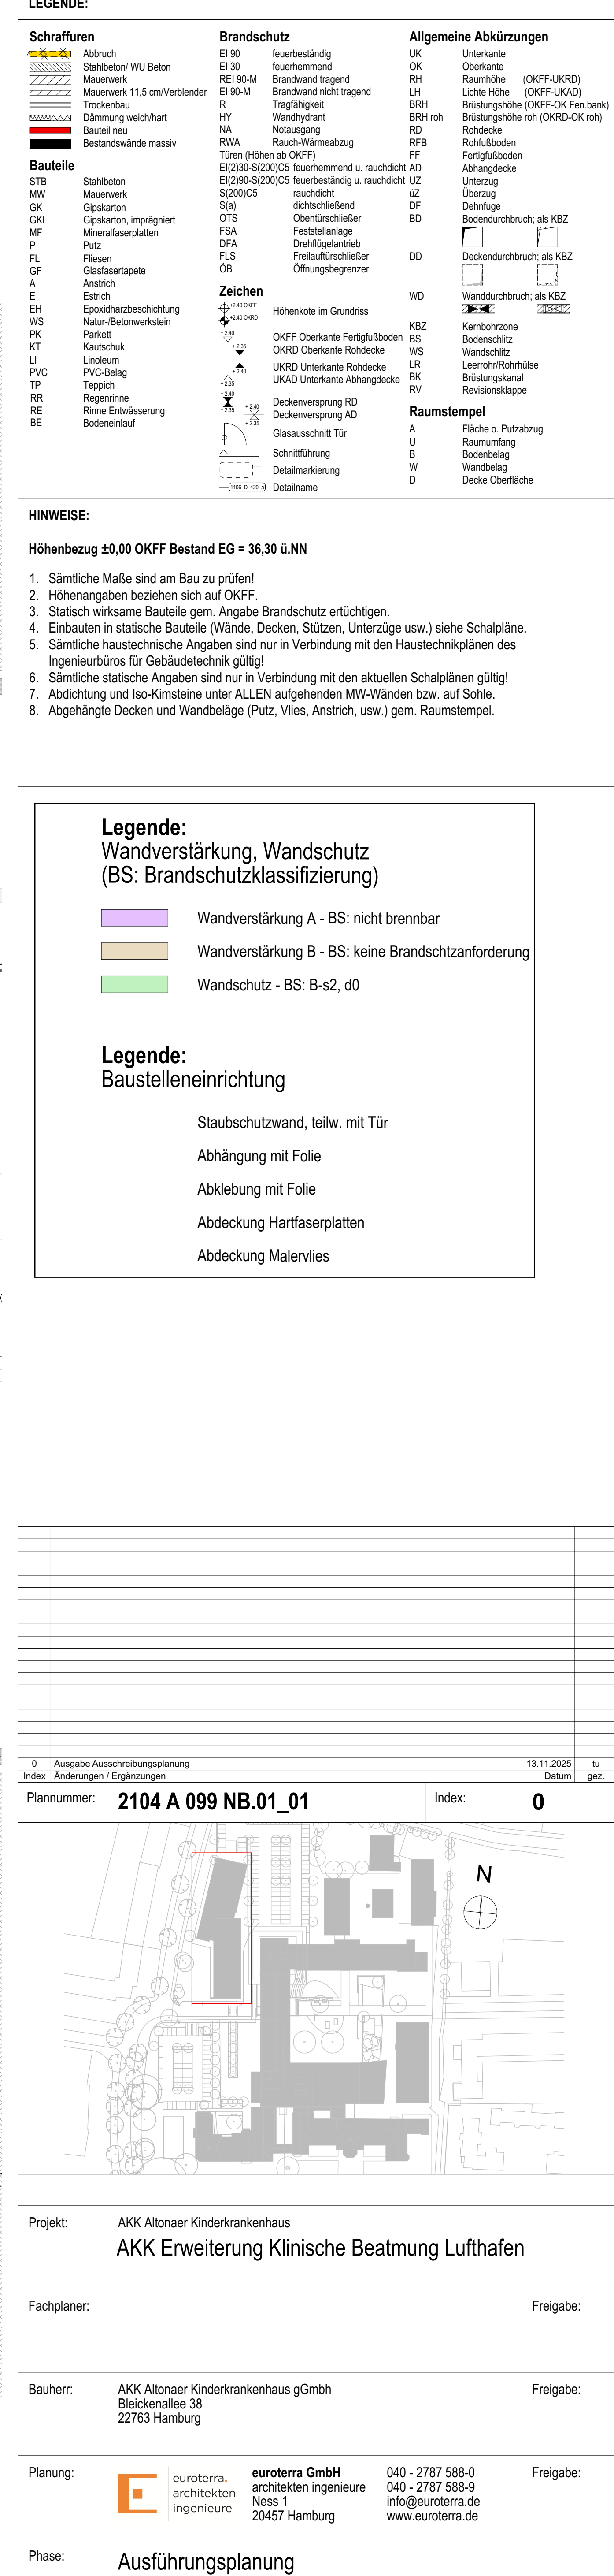 LEGENDE:
Schraffuren
Abbruch
Stahlbeton/ WU Beton
Mauerwerk
Mauerwerk 11,5 cm/Verblender
Trockenbau
Dämmung weich/hart
Bauteil neu
Bestandswände massiv
Bauteile
STB Stahlbeton
MW Mauerwerk
GK Gipskarton
GKI Gipskarton, imprägniert
MF Mineralfaserplatten
P Putz
FL Fliesen
GF Glasfasertapete
A Anstrich
E Estrich
EH Epoxidharzbeschichtung
WS Natur-/Betonwerkstein
PK Parkett
KT Kautschuk
LI Linoleum
PVC PVC-Belag
TP Teppich
RR Regenrinne
RE Rinne Entwässerung
BE Bodeneinlauf
Brandschutz
EI 90 feuerbeständig
EI 30 feuerhemmend
REI 90-M Brandwand tragend
EI 90-M Brandwand nicht tragend
R Tragfähigkeit
HY Wandhydrant
NA Notausgang
RWA Rauch-Wärmeabzug
Türen (Höhen ab OKFF)
EI(2)30-S(200)C5 feuerhemmend u. rauchdicht
EI(2)90-S(200)C5 feuerbeständig u. rauchdicht
S(200)C5 rauchdicht
S(a) dichtschließend
OTS Obentürschließer
FSA Feststellanlage
DFA Drehflügelantrieb
FLS Freilauftürschließer
ÖB Öffnungsbegrenzer
Zeichen
+2.40 OKFF
+2.40 OKRD
Höhenkote im Grundriss
+ 2.40
OKFF Oberkante Fertigfußboden
+ 2.35
OKRD Oberkante Rohdecke
+ 2.40
UKRD Unterkante Rohdecke
+ 2.35
UKAD Unterkante Abhangdecke
+ 2.40
+ 2.35
Deckenversprung RD
+ 2.40
+ 2.35
Deckenversprung AD
Glasausschnitt Tür
Schnittführung
Detailmarkierung
1106_D_420_a Detailname
Allgemeine Abkürzungen
UK Unterkante
OK Oberkante
RH Raumhöhe (OKFF-UKRD)
LH Lichte Höhe (OKFF-UKAD)
BRH Brüstungshöhe (OKFF-OK Fen.bank)
BRH roh Brüstungshöhe roh (OKRD-OK roh)
RD Rohdecke
RFB Rohfußboden
FF Fertigfußboden
AD Abhangdecke
UZ Unterzug
üZ Überzug
DF Dehnfuge
BD Bodendurchbruch; als KBZ
DD Deckendurchbruch; als KBZ
WD Wanddurchbruch; als KBZ
KBZ Kernbohrzone
BS Bodenschlitz
WS Wandschlitz
LR Leerrohr/Rohrhülse
BK Brüstungskanal
RV Revisionsklappe
Raumstempel
A Fläche o. Putzabzug
U Raumumfang
B Bodenbelag
W Wandbelag
D Decke Oberfläche
HINWEISE:
Höhenbezug ±0,00 OKFF Bestand EG = 36,30 ü.NN
1. Sämtliche Maße sind am Bau zu prüfen!
2. Höhenangaben beziehen sich auf OKFF.
3. Statisch wirksame Bauteile gem. Angabe Brandschutz ertüchtigen.
4. Einbauten in statische Bauteile (Wände, Decken, Stützen, Unterzüge usw.) siehe Schalpläne.
5. Sämtliche haustechnische Angaben sind nur in Verbindung mit den Haustechnikplänen des
Ingenieurbüros für Gebäudetechnik gültig!
6. Sämtliche statische Angaben sind nur in Verbindung mit den aktuellen Schalplänen gültig!
7. Abdichtung und Iso-Kimsteine unter ALLEN aufgehenden MW-Wänden bzw. auf Sohle.
8. Abgehängte Decken und Wandbeläge (Putz, Vlies, Anstrich, usw.) gem. Raumstempel.
Legende:
Wandverstärkung, Wandschutz
(BS: Brandschutzklassifizierung)
Wandverstärkung A - BS: nicht brennbar
Wandverstärkung B - BS: keine Brandschtzanforderung
Wandschutz - BS: B-s2, d0
Legende:
Baustelleneinrichtung
Staubschutzwand, teilw. mit Tür
Abhängung mit Folie
Abklebung mit Folie
Abdeckung Hartfaserplatten
Abdeckung Malervlies
0 Ausgabe Ausschreibungsplanung 13.11.2025 tu
Index Änderungen / Ergänzungen Datum gez.
Plannummer: 2104 A 099 NB.01_01 Index: 0
N
Projekt: AKK Altonaer Kinderkrankenhaus
AKK Erweiterung Klinische Beatmung Lufthafen
Fachplaner: Freigabe:
Bauherr: AKK Altonaer Kinderkrankenhaus gGmbh Freigabe:
Bleickenallee 38
22763 Hamburg
Planung: Freigabe:
euroterra.
architekten
ingenieure
euroterra GmbH 040 - 2787 588-0
architekten ingenieure 040 - 2787 588-9
Ness 1 info@euroterra.de
20457 Hamburg www.euroterra.de
Phase: Ausführungsplanung